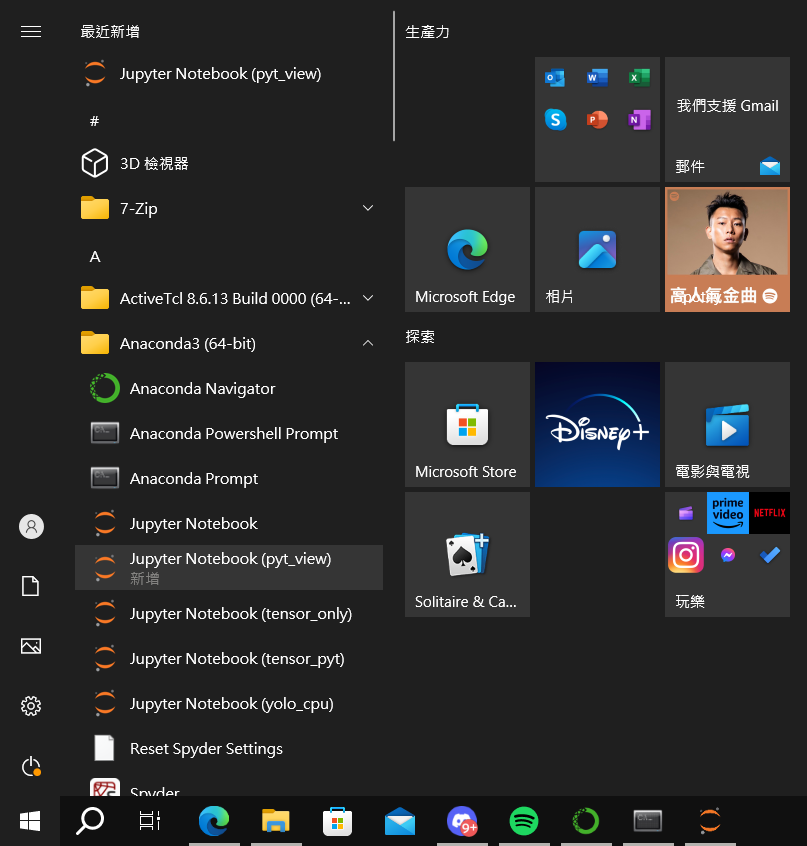 最近新增
Jupyter Notebook (pyt_view)
#
3D 檢視器
7-Zip
A
ActiveTcl 8.6.13 Build 0000 (64-...
Anaconda3 (64-bit)
Anaconda Navigator
Anaconda Powershell Prompt
Anaconda Prompt
Jupyter Notebook
Jupyter Notebook (pyt_view)
新增
Jupyter Notebook (tensor_only)
Jupyter Notebook (tensor_pyt)
Jupyter Notebook (yolo_cpu)
Reset Spyder Settings
Spyder
生產力
我們支援 Gmail
郵件
Microsoft Edge
相片
高人氣金曲
Spotify
探索
Microsoft Store
Disney+
電影與電視
Solitaire & Ca...
prime video
NETFLIX
玩樂
9+